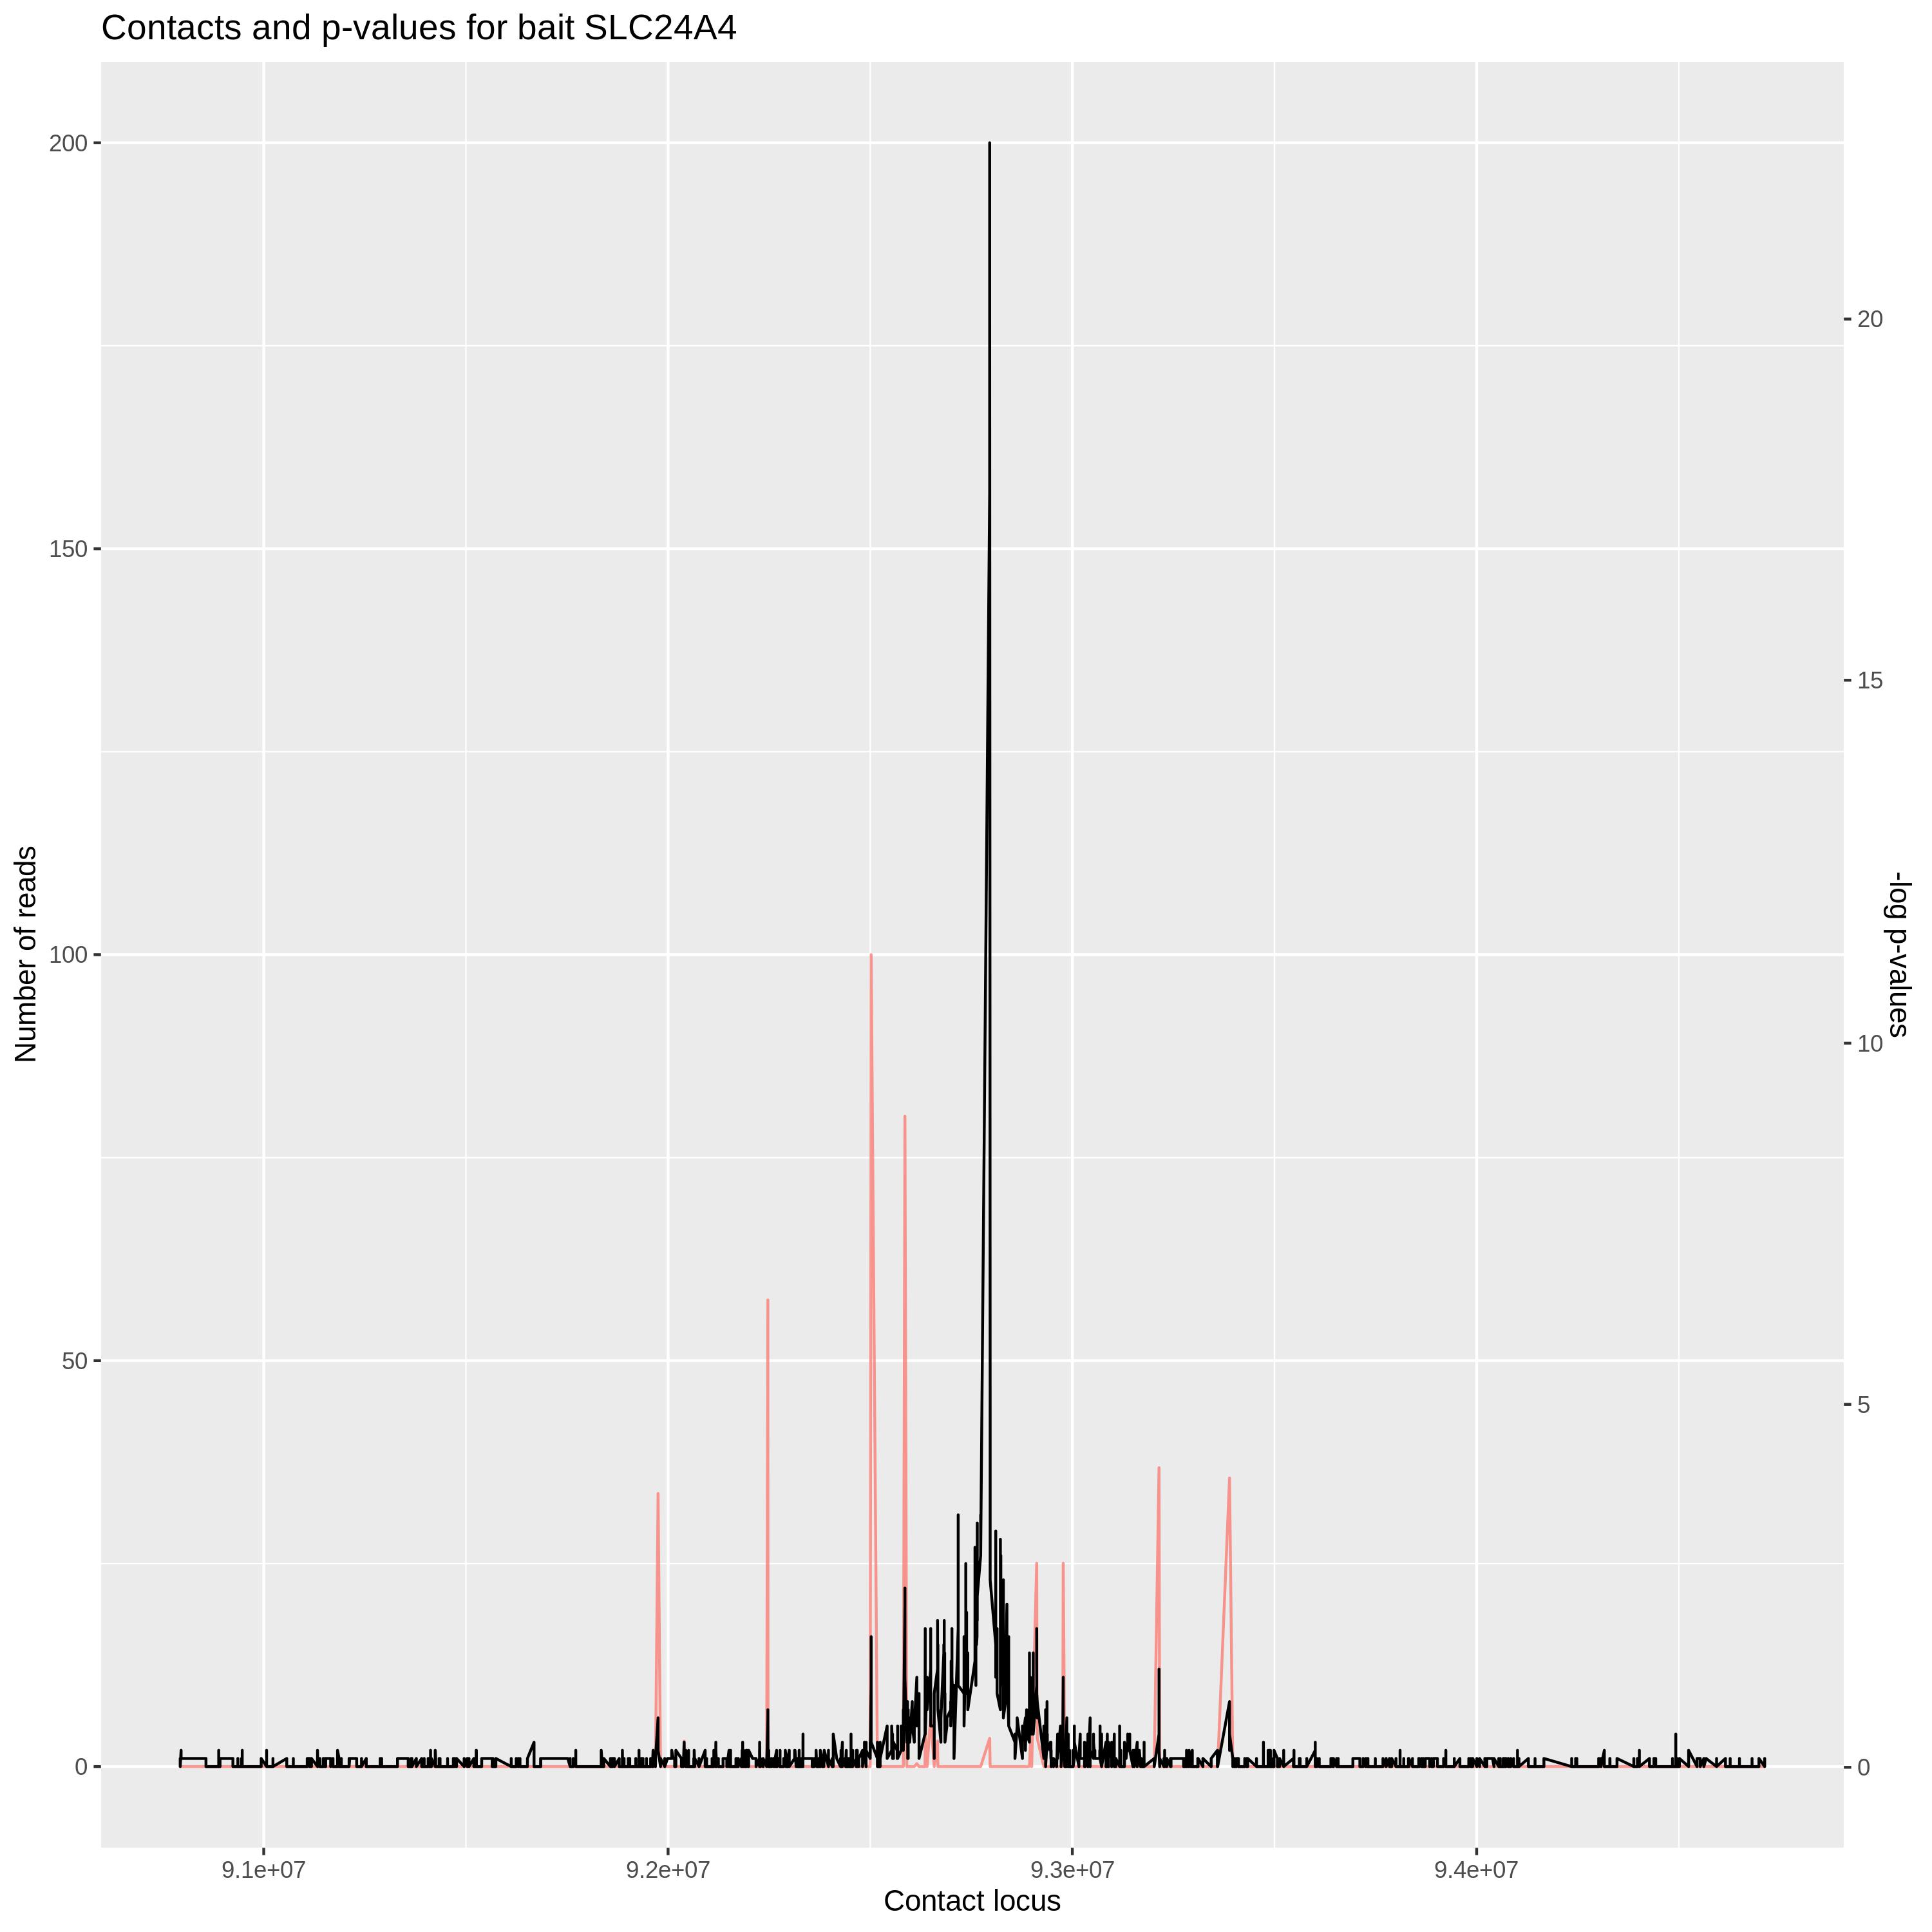 Contacts and p-values for bait SLC24A4
200
150
100
50
0
Number of reads
20
15
10
5
0
-log p-values
9.1e+07
9.2e+07
9.3e+07
9.4e+07
Contact locus